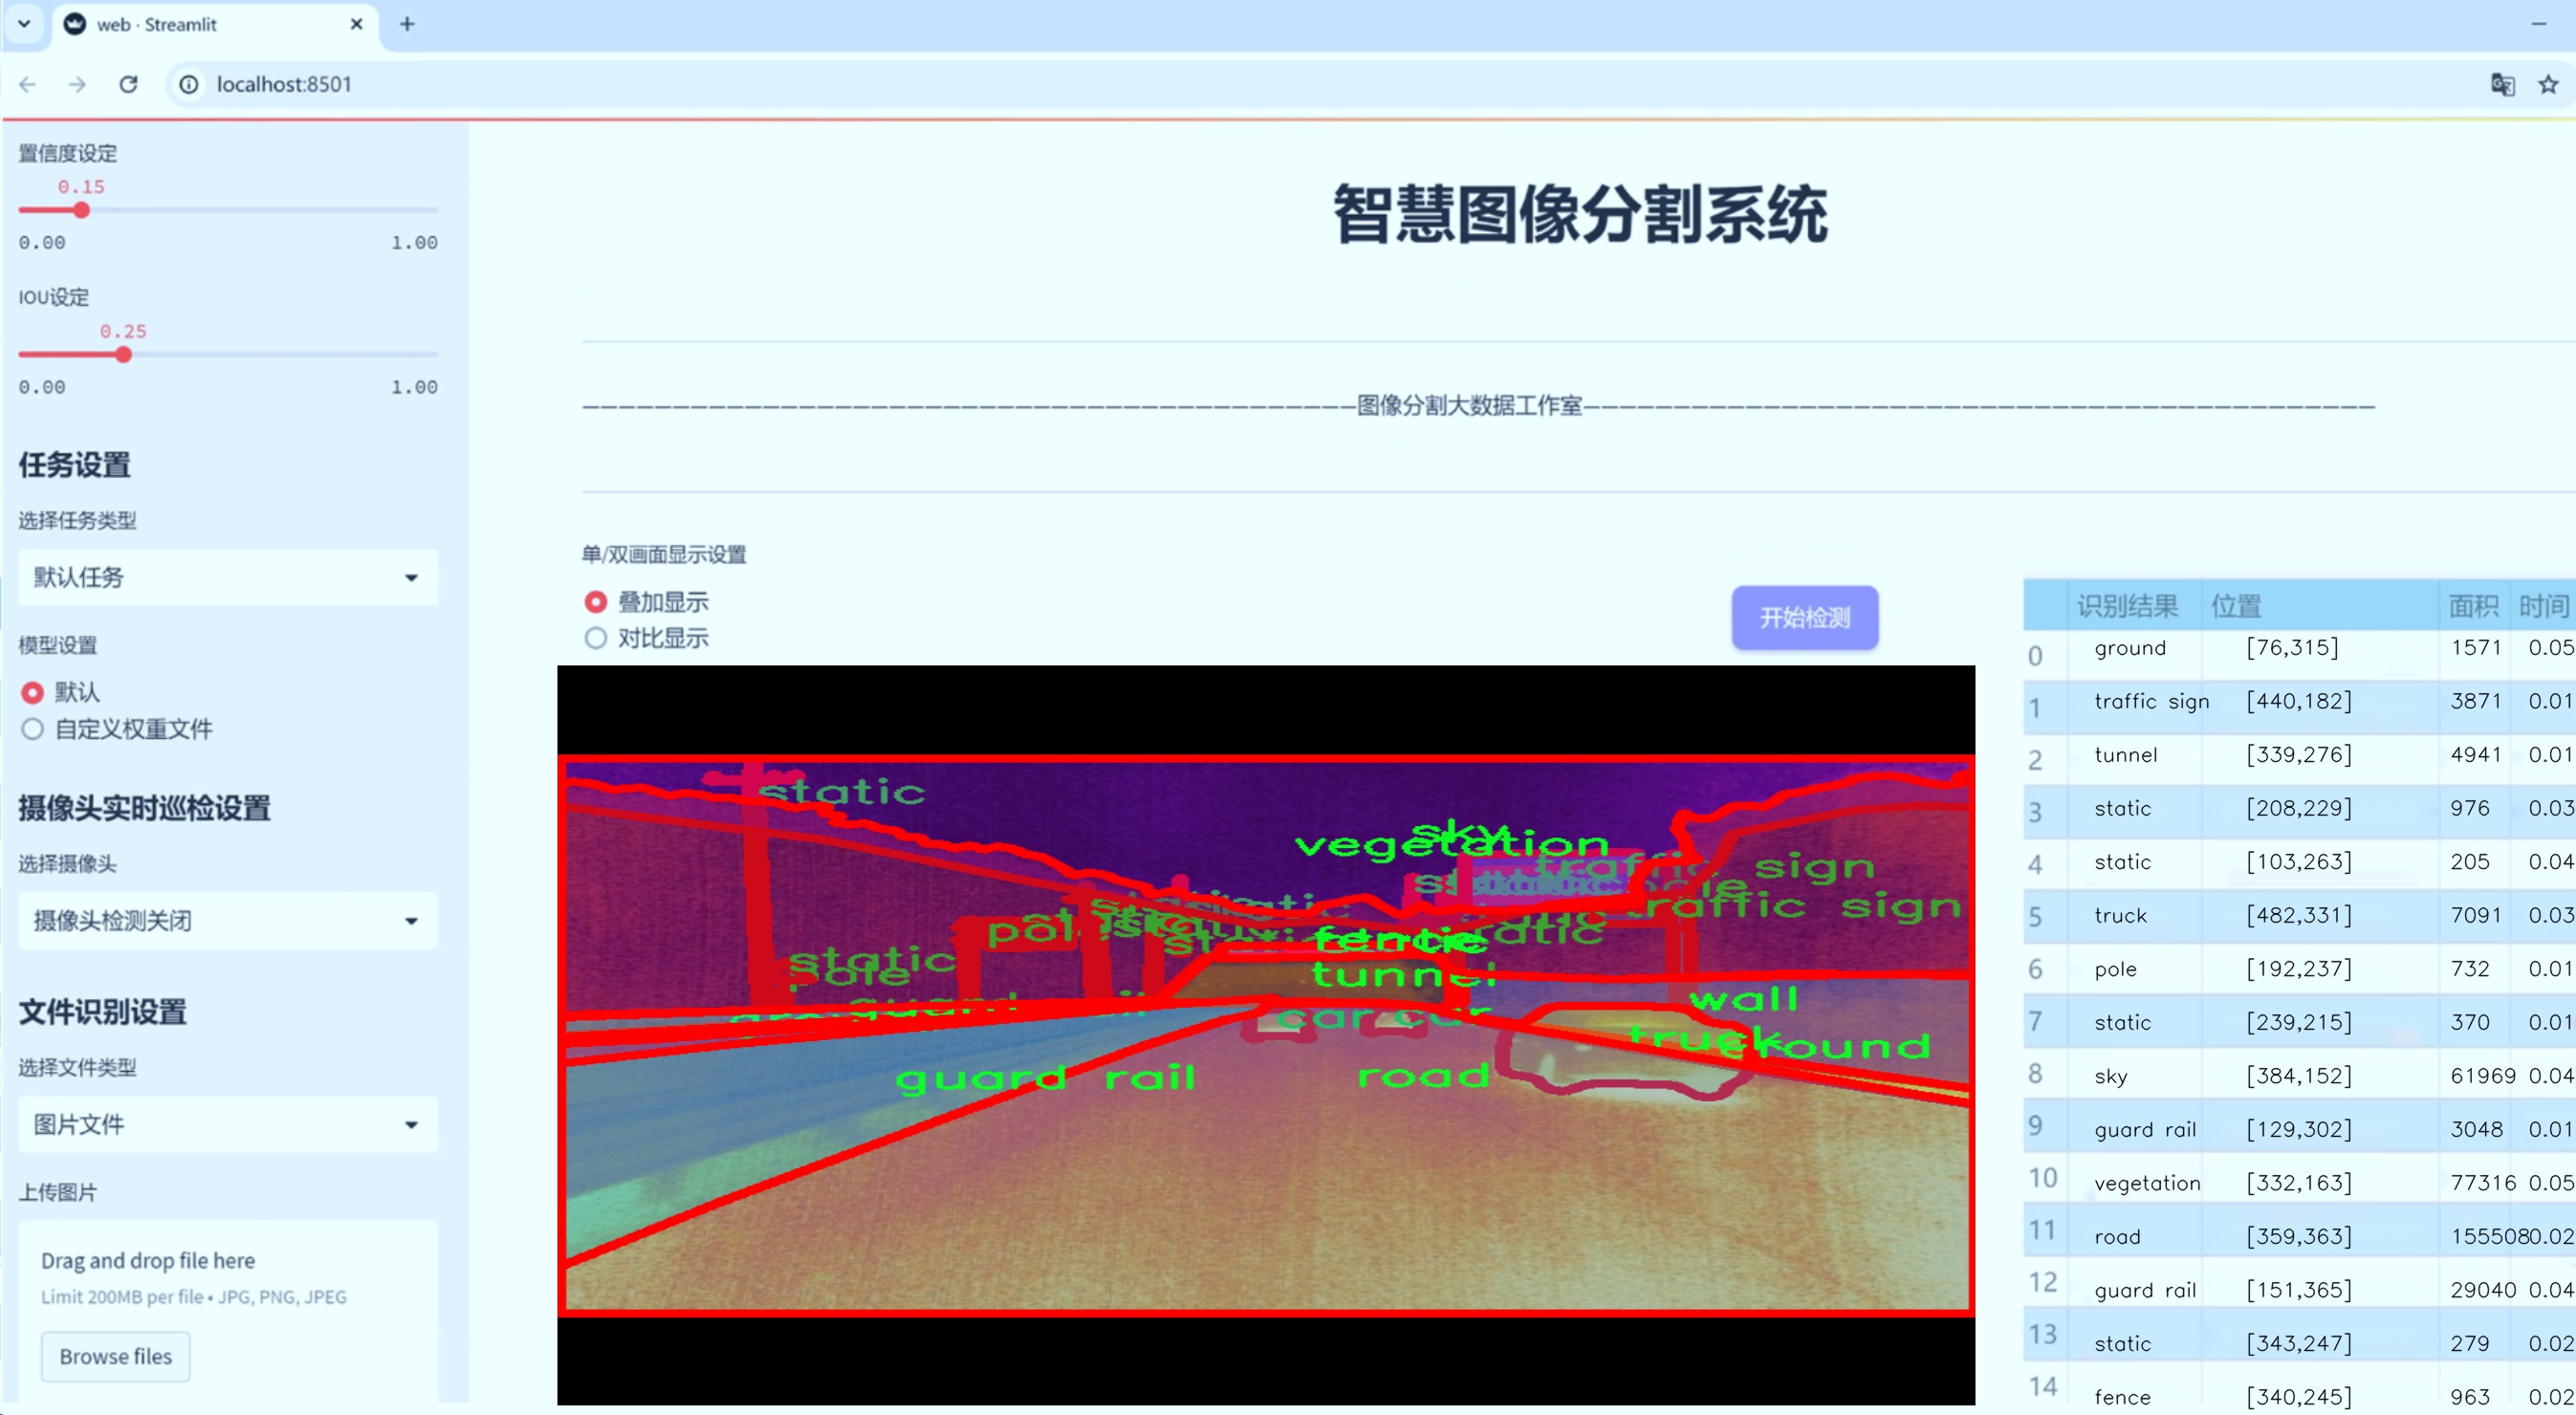 web · Streamlit
localhost:8501
置信度设定
0.15
0.00 1.00
IOU设定
0.25
0.00 1.00
任务设置
选择任务类型
默认任务
模型设置
默认
自定义权重文件
摄像头实时巡检设置
选择摄像头
摄像头检测关闭
文件识别设置
选择文件类型
图片文件
上传图片
Drag and drop file here
Limit 200MB per file • JPG, PNG, JPEG
Browse files
智慧图像分割系统
图像分割大数据工作室
单/双画面显示设置
叠加显示
对比显示
开始检测
static
sky
vegetation
traffic sign
traffic sign
static
pole
fence
tunnel
wall
car car
truck
guard rail
road
识别结果 位置 面积 时间
0 ground [76,315] 1571 0.05
1 traffic sign [440,182] 3871 0.01
2 tunnel [339,276] 4941 0.01
3 static [208,229] 976 0.03
4 static [103,263] 205 0.04
5 truck [482,331] 7091 0.03
6 pole [192,237] 732 0.01
7 static [239,215] 370 0.01
8 sky [384,152] 61969 0.04
9 guard rail [129,302] 3048 0.01
10 vegetation [332,163] 77316 0.05
11 road [359,363] 155508 0.02
12 guard rail [151,365] 29040 0.04
13 static [343,247] 279 0.02
14 fence [340,245] 963 0.02